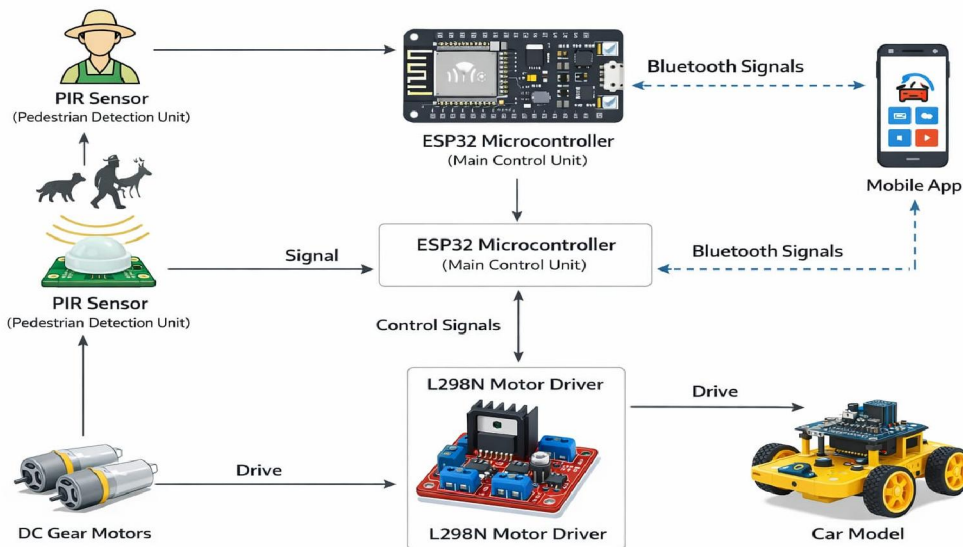 PIR Sensor
(Pedestrian Detection Unit)
ESP32 Microcontroller
(Main Control Unit)
Bluetooth Signals
Mobile App
ESP32 Microcontroller
(Main Control Unit)
Signal
Bluetooth Signals
PIR Sensor
(Pedestrian Detection Unit)
Control Signals
L298N Motor Driver
Drive
Drive
DC Gear Motors
L298N Motor Driver
Car Model